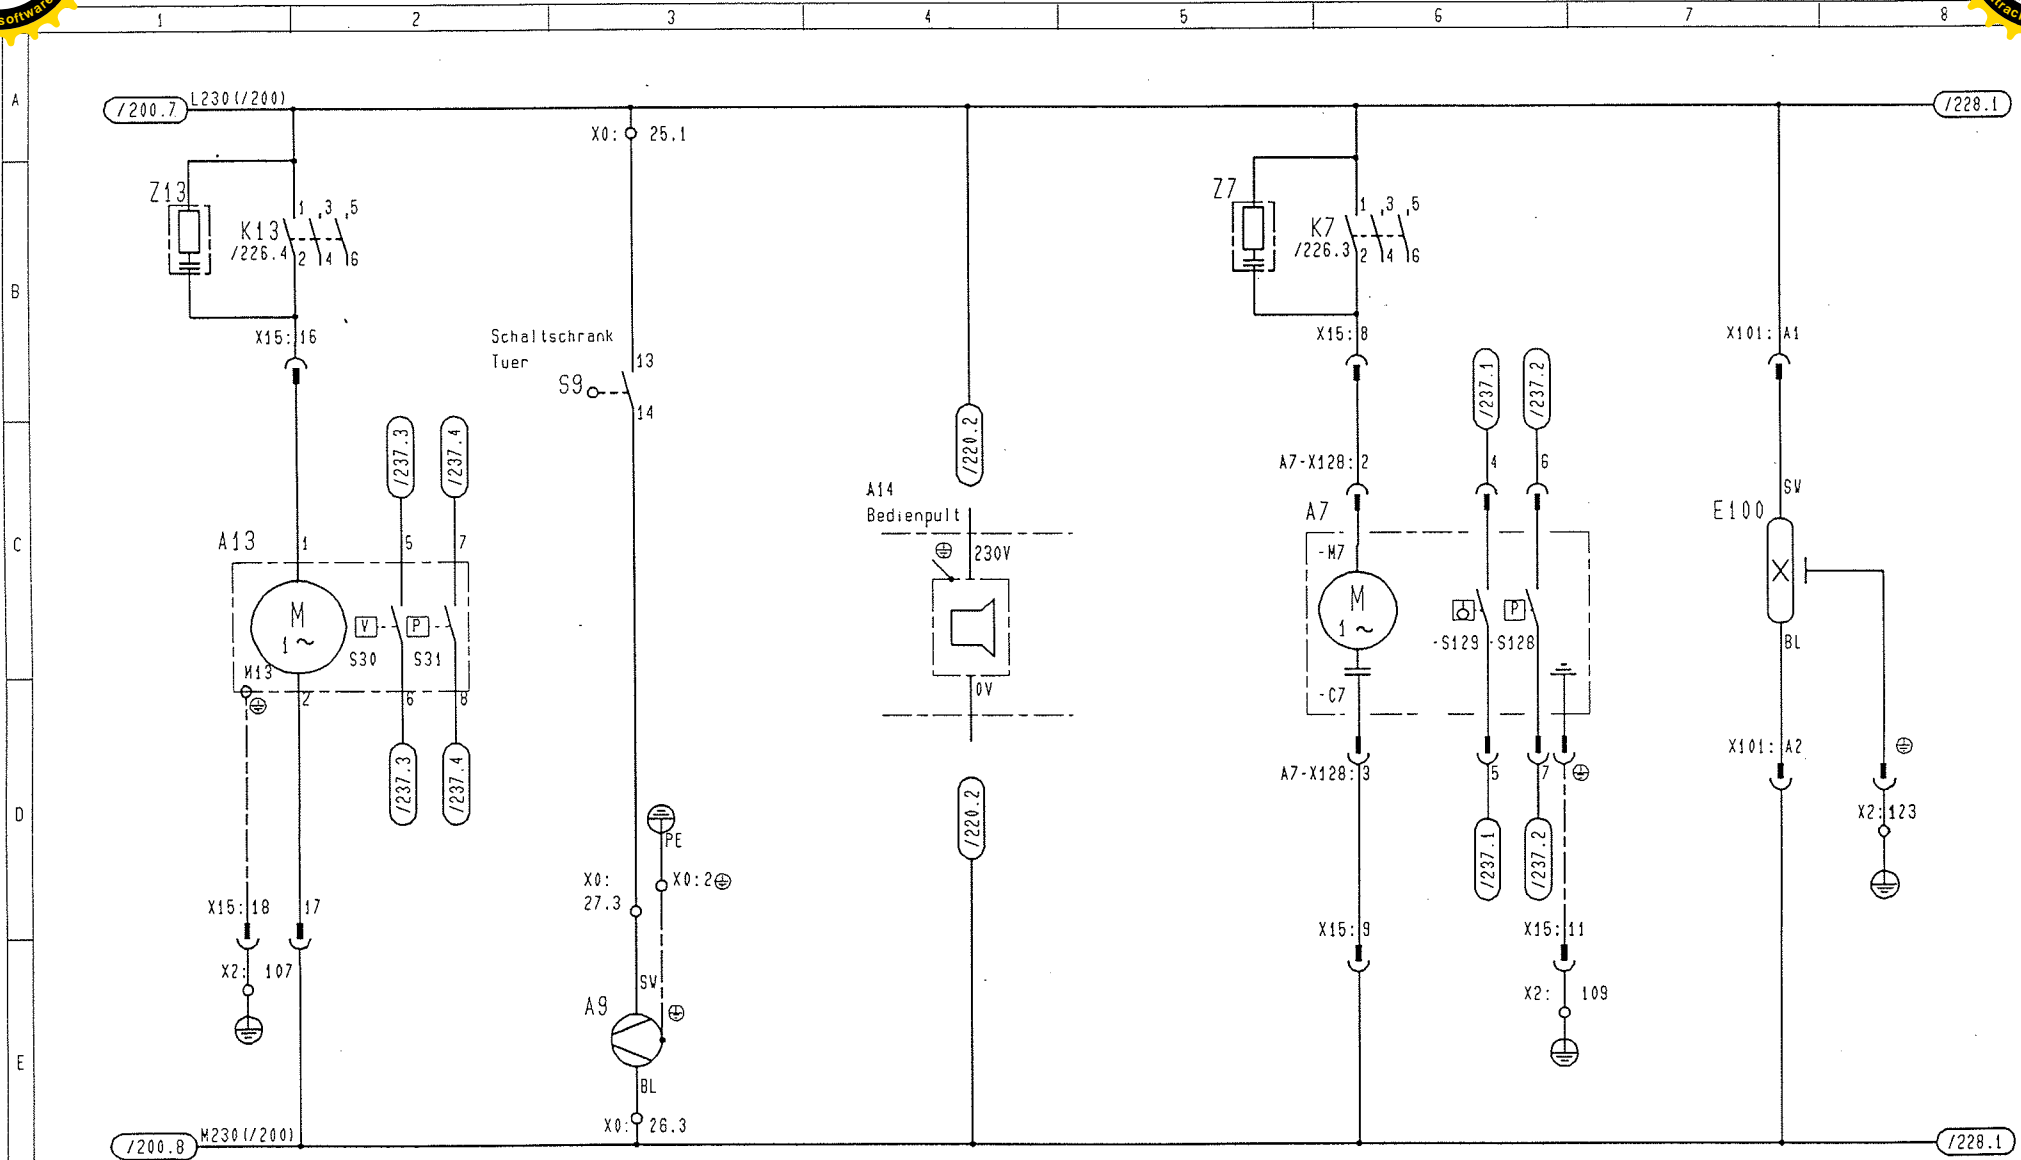 software
1 2 3 4 5 6 7 8
A
/200.7 L230(/200)
/228.1
X0: 25.1
Z13
K13
/226.4
1 3 5
2 4 6
Z7
K7
/226.3
1 3 5
2 4 6
B
X15: 16
Schaltschrank
Tuer
13
S9
14
X15: 8
X101: A1
/237.3
/237.4
/220.2
/237.1
/237.2
A7-X128: 2
4
6
SW
A14
Bedienpult
A7
E100
C
A13
1
5
7
230V
-M7
M
1~
V
P
M
1~
P
S30
S31
-S129
-S128
BL
M13
2
6
8
0V
-C7
/237.3
/237.4
X101: A2
A7-X128: 3
5
7
D
/220.2
X2: 123
PE
/237.1
/237.2
X0:
27.3
X0:2
X15: 18
17
X15: 9
X15: 11
X2: 107
SW
X2: 109
A9
E
BL
X0: 26.3
/200.8 M230(/200)
/228.1